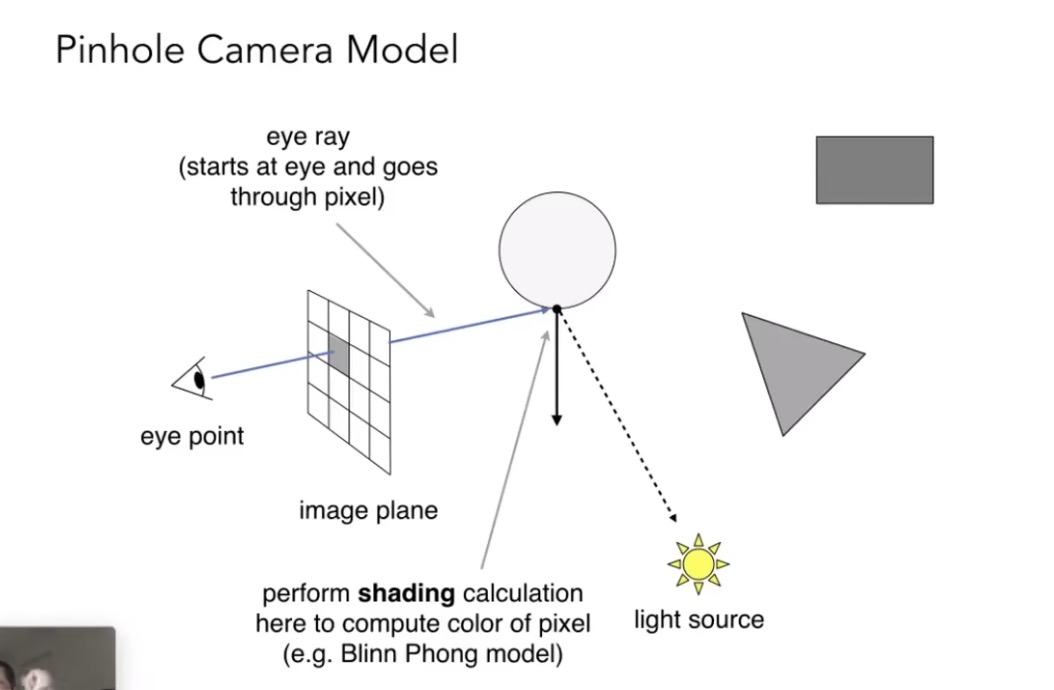 Pinhole Camera Model
eye ray
(starts at eye and goes
through pixel)
eye point
image plane
perform shading calculation
here to compute color of pixel
(e.g. Blinn Phong model)
light source